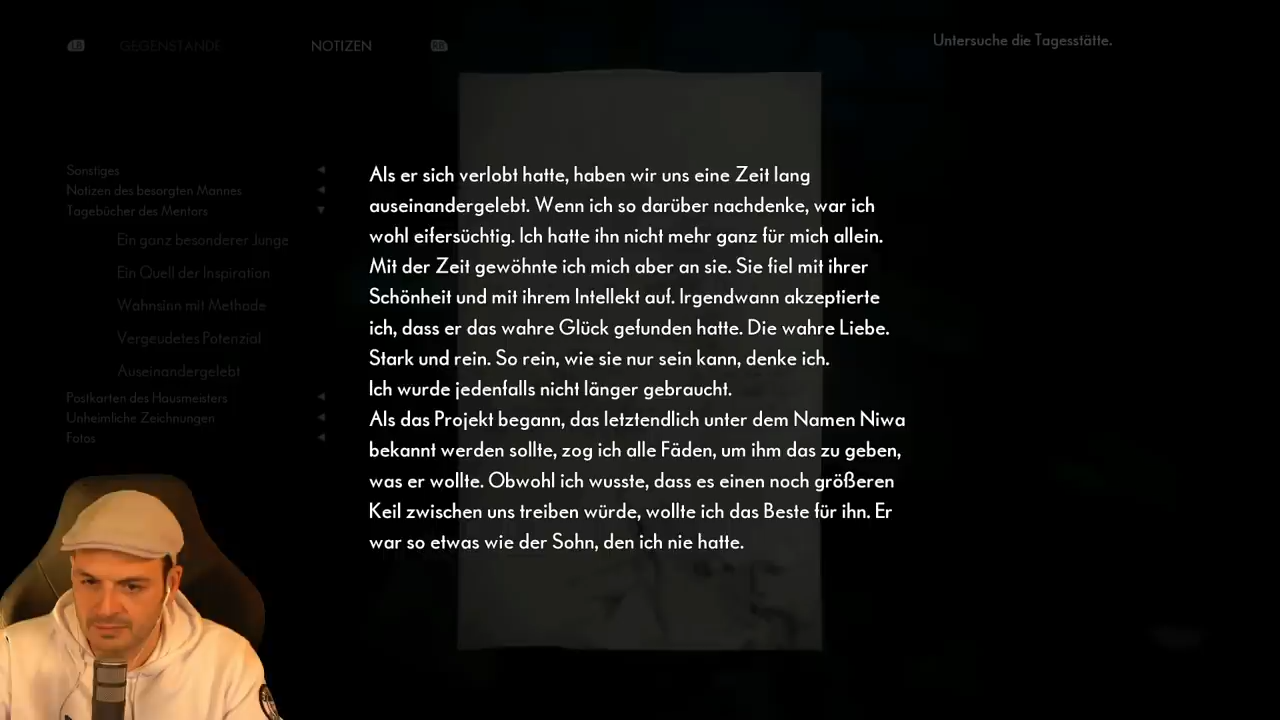 LB GEGENSTÄNDE NOTIZEN RB
Untersuche die Tagesstätte.
Sonstiges
Notizen des besorgten Mannes
Tagebücher des Mentors
Ein ganz besonderer Junge
Ein Quell der Inspiration
Wahnsinn mit Methode
Vergeudetes Potenzial
Auseinandergelebt
Postkarten des Hausmeisters
Unheimliche Zeichnungen
Fotos
Als er sich verlobt hatte, haben wir uns eine Zeit lang
auseinandergelebt. Wenn ich so darüber nachdenke, war ich
wohl eifersüchtig. Ich hatte ihn nicht mehr ganz für mich allein.
Mit der Zeit gewöhnte ich mich aber an sie. Sie fiel mit ihrer
Schönheit und mit ihrem Intellekt auf. Irgendwann akzeptierte
ich, dass er das wahre Glück gefunden hatte. Die wahre Liebe.
Stark und rein. So rein, wie sie nur sein kann, denke ich.
Ich wurde jedenfalls nicht länger gebraucht.
Als das Projekt begann, das letztendlich unter dem Namen Niwa
bekannt werden sollte, zog ich alle Fäden, um ihm das zu geben,
was er wollte. Obwohl ich wusste, dass es einen noch größeren
Keil zwischen uns treiben würde, wollte ich das Beste für ihn. Er
war so etwas wie der Sohn, den ich nie hatte.